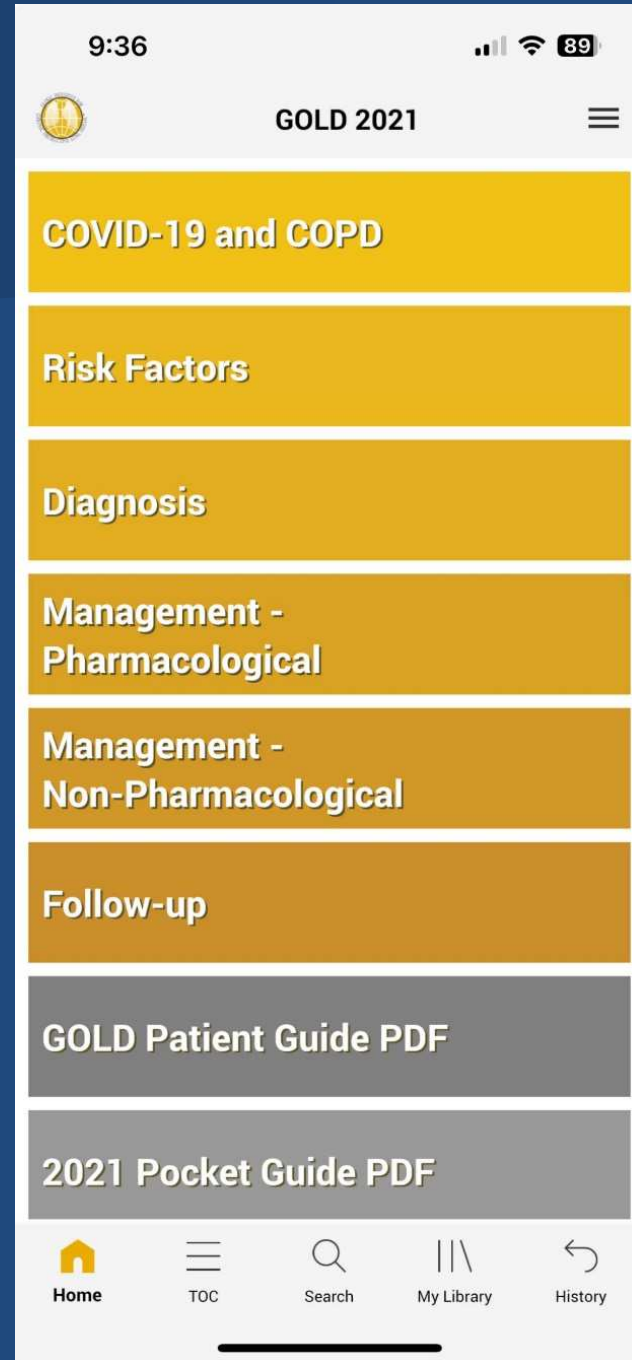 9:36
89
GOLD 2021
COVID-19 and COPD
Risk Factors
Diagnosis
Management -
Pharmacological
Management -
Non-Pharmacological
Follow-up
GOLD Patient Guide PDF
2021 Pocket Guide PDF
Home
TOC
Search
My Library
History